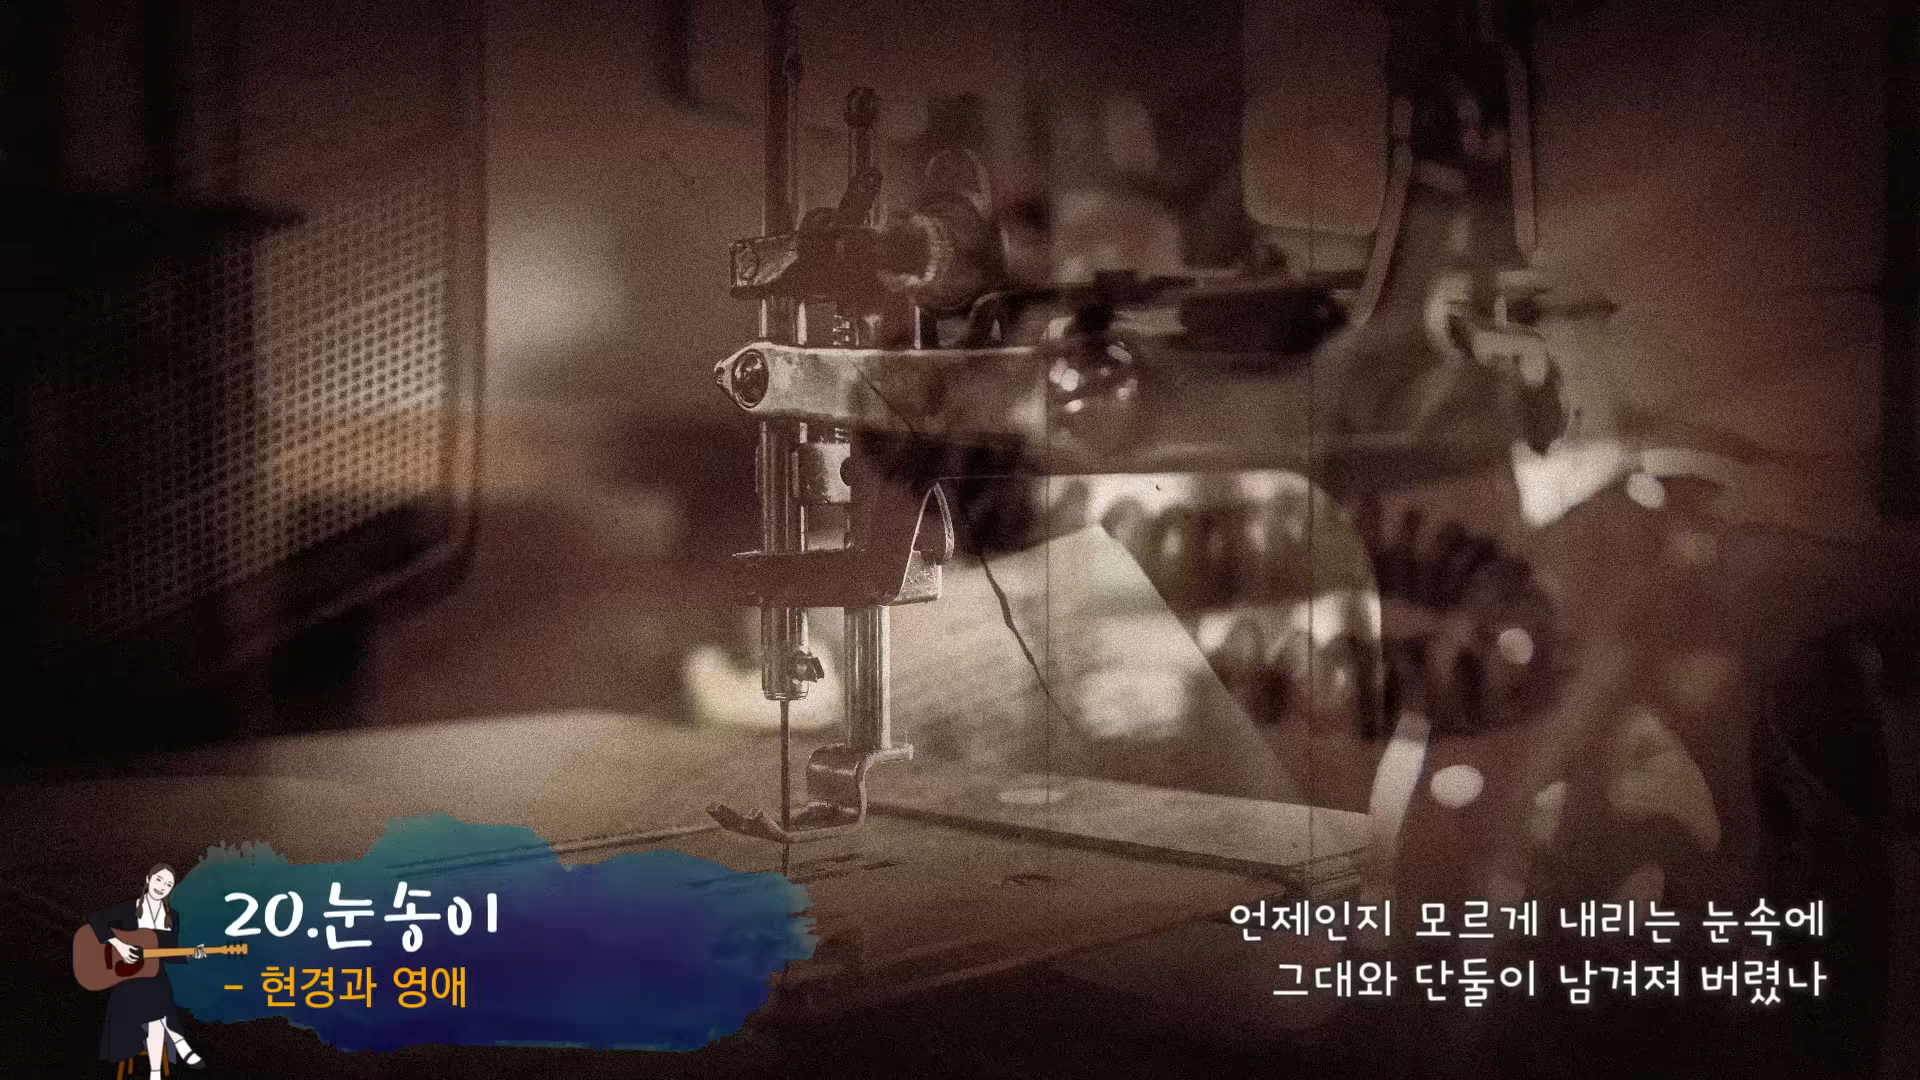 20.눈송이
- 현경과 영애
언제인지 모르게 내리는 눈속에
그대와 단둘이 남겨져 버렸나